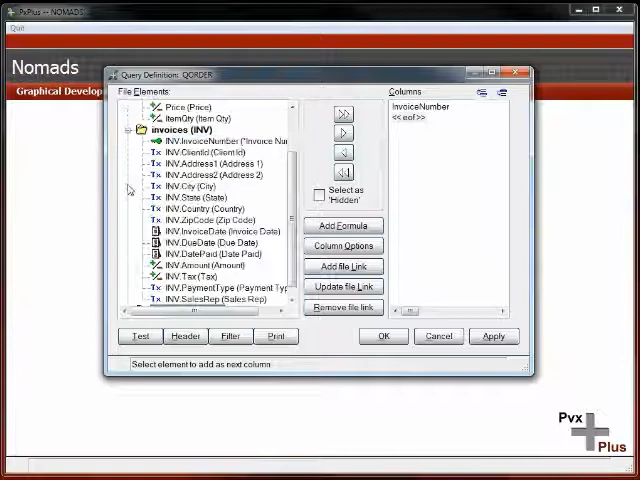 PxPlus -- NOMADS
Quit
Nomads
Graphical Develop
Query Definition: QORDER
File Elements:
Columns
Price (Price)
ItemQty (Item Qty)
invoices (INV)
INV.InvoiceNumber (*Invoice Nur
INV.ClientId (Client Id)
INV.Address1 (Address 1)
INV.Address2 (Address 2)
INV.City (City)
INV.State (State)
INV.Country (Country)
INV.ZipCode (Zip Code)
INV.InvoiceDate (Invoice Date)
INV.DueDate (Due Date)
INV.DatePaid (Date Paid)
INV.Amount (Amount)
INV.Tax (Tax)
INV.PaymentType (Payment Typ
INV.SalesRep (Sales Rep)
Select as
'Hidden'
Add Formula
Column Options
Add file Link
Update file Link
Remove file link
InvoiceNumber
<< eof >>
Test
Header
Filter
Print
OK
Cancel
Apply
Select element to add as next column
Pvx
Plus